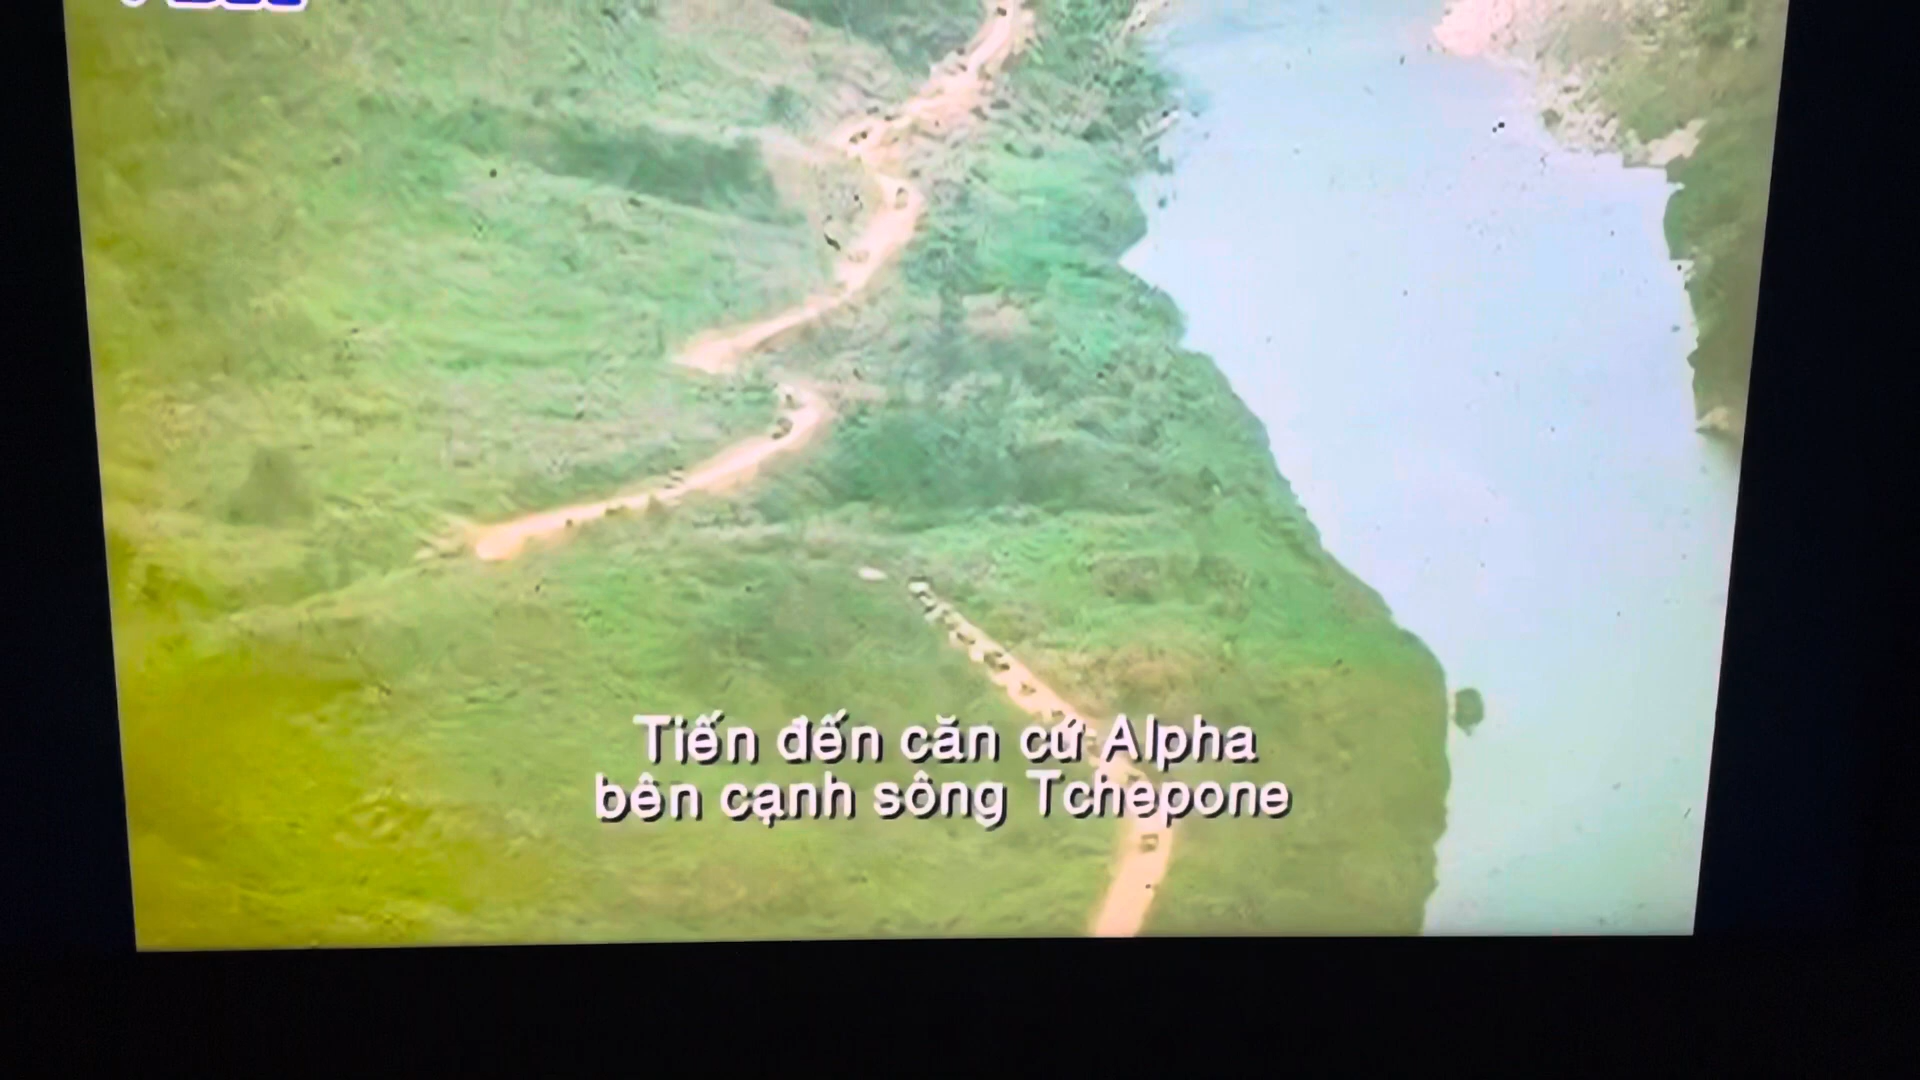 Tiến đến căn cứ Alpha
bên cạnh sông Tchepone